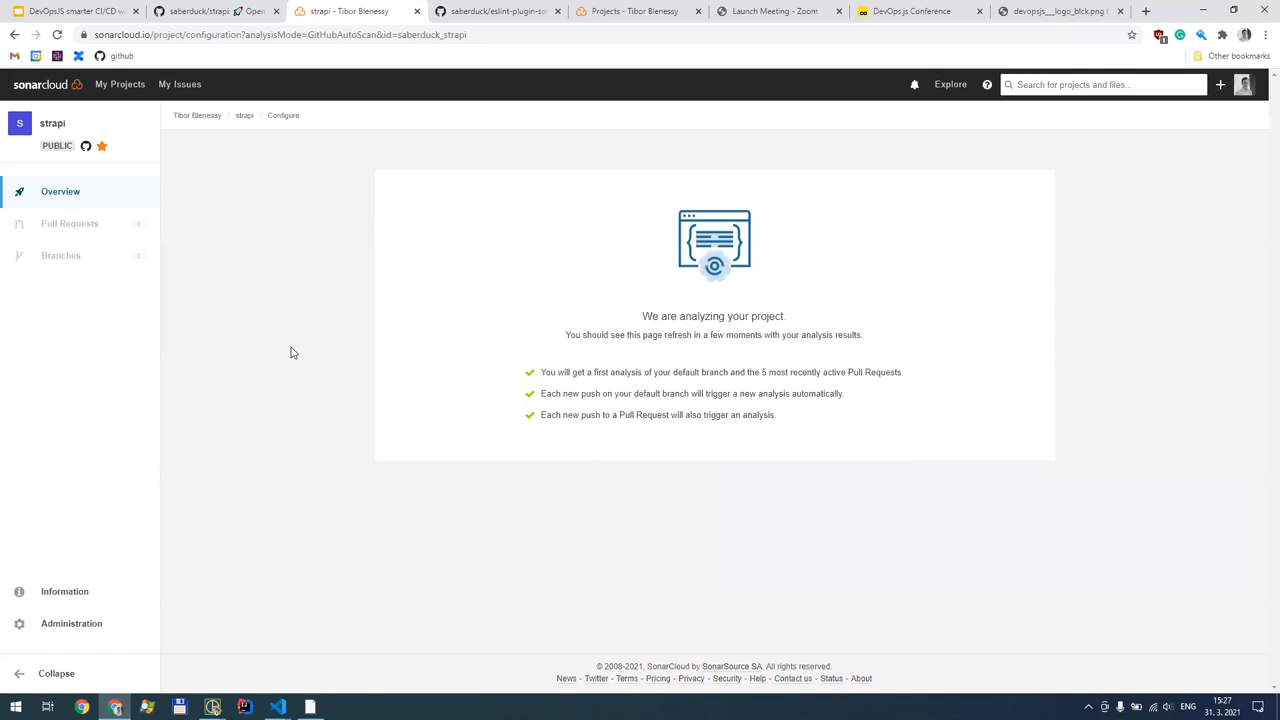 DevOpsJS smart CI/CD w
saberduck/strapi
Open
strapi - Tibor Blenessy
saberduck/eslint-plugin-so
Projects - Tibor Blenessy
Launch Meeting - Zoom
DevOps.js Conference
devopsjs__logo_blck.png (
sonarcloud.io/project/configuration?analysisMode=GitHubAutoScan&id=saberduck_strapi
github
Other bookmarks
sonarcloud
My Projects
My Issues
Explore
Search for projects and files...
S
strapi
PUBLIC
Tibor Blenessy / strapi / Configure
Overview
Pull Requests 0
Branches 0
We are analyzing your project.
You should see this page refresh in a few moments with your analysis results.
You will get a first analysis of your default branch and the 5 most recently active Pull Requests.
Each new push on your default branch will trigger a new analysis automatically.
Each new push to a Pull Request will also trigger an analysis.
Information
Administration
Collapse
© 2008-2021, SonarCloud by SonarSource SA. All rights reserved.
News - Twitter - Terms - Pricing - Privacy - Security - Help - Contact us - Status - About
ENG
15:27
31. 3. 2021